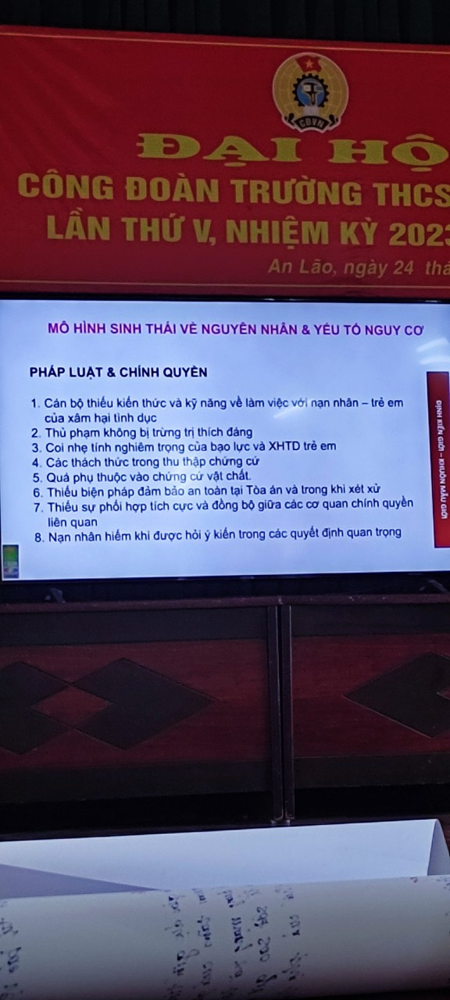 CĐVN
ĐẠI HỘ
CÔNG ĐOÀN TRƯỜNG THCS
LẦN THỨ V, NHIỆM KỲ 202
An Lão, ngày 24 thá
MÔ HÌNH SINH THÁI VỀ NGUYÊN NHÂN & YẾU TỐ NGUY CƠ
PHÁP LUẬT & CHÍNH QUYỀN
1. Cán bộ thiếu kiến thức và kỹ năng về làm việc với nạn nhân – trẻ em
của xâm hại tình dục
2. Thủ phạm không bị trừng trị thích đáng
3. Coi nhẹ tính nghiêm trọng của bạo lực và XHTD trẻ em
4. Các thách thức trong thu thập chứng cứ
5. Quá phụ thuộc vào chứng cứ vật chất.
6. Thiếu biện pháp đảm bảo an toàn tại Tòa án và trong khi xét xử
7. Thiếu sự phối hợp tích cực và đồng bộ giữa các cơ quan chính quyền
liên quan
8. Nạn nhân hiếm khi được hỏi ý kiến trong các quyết định quan trọng
ĐỊNH KIẾN GIỚI – KHUÔN MẪU GIỚI